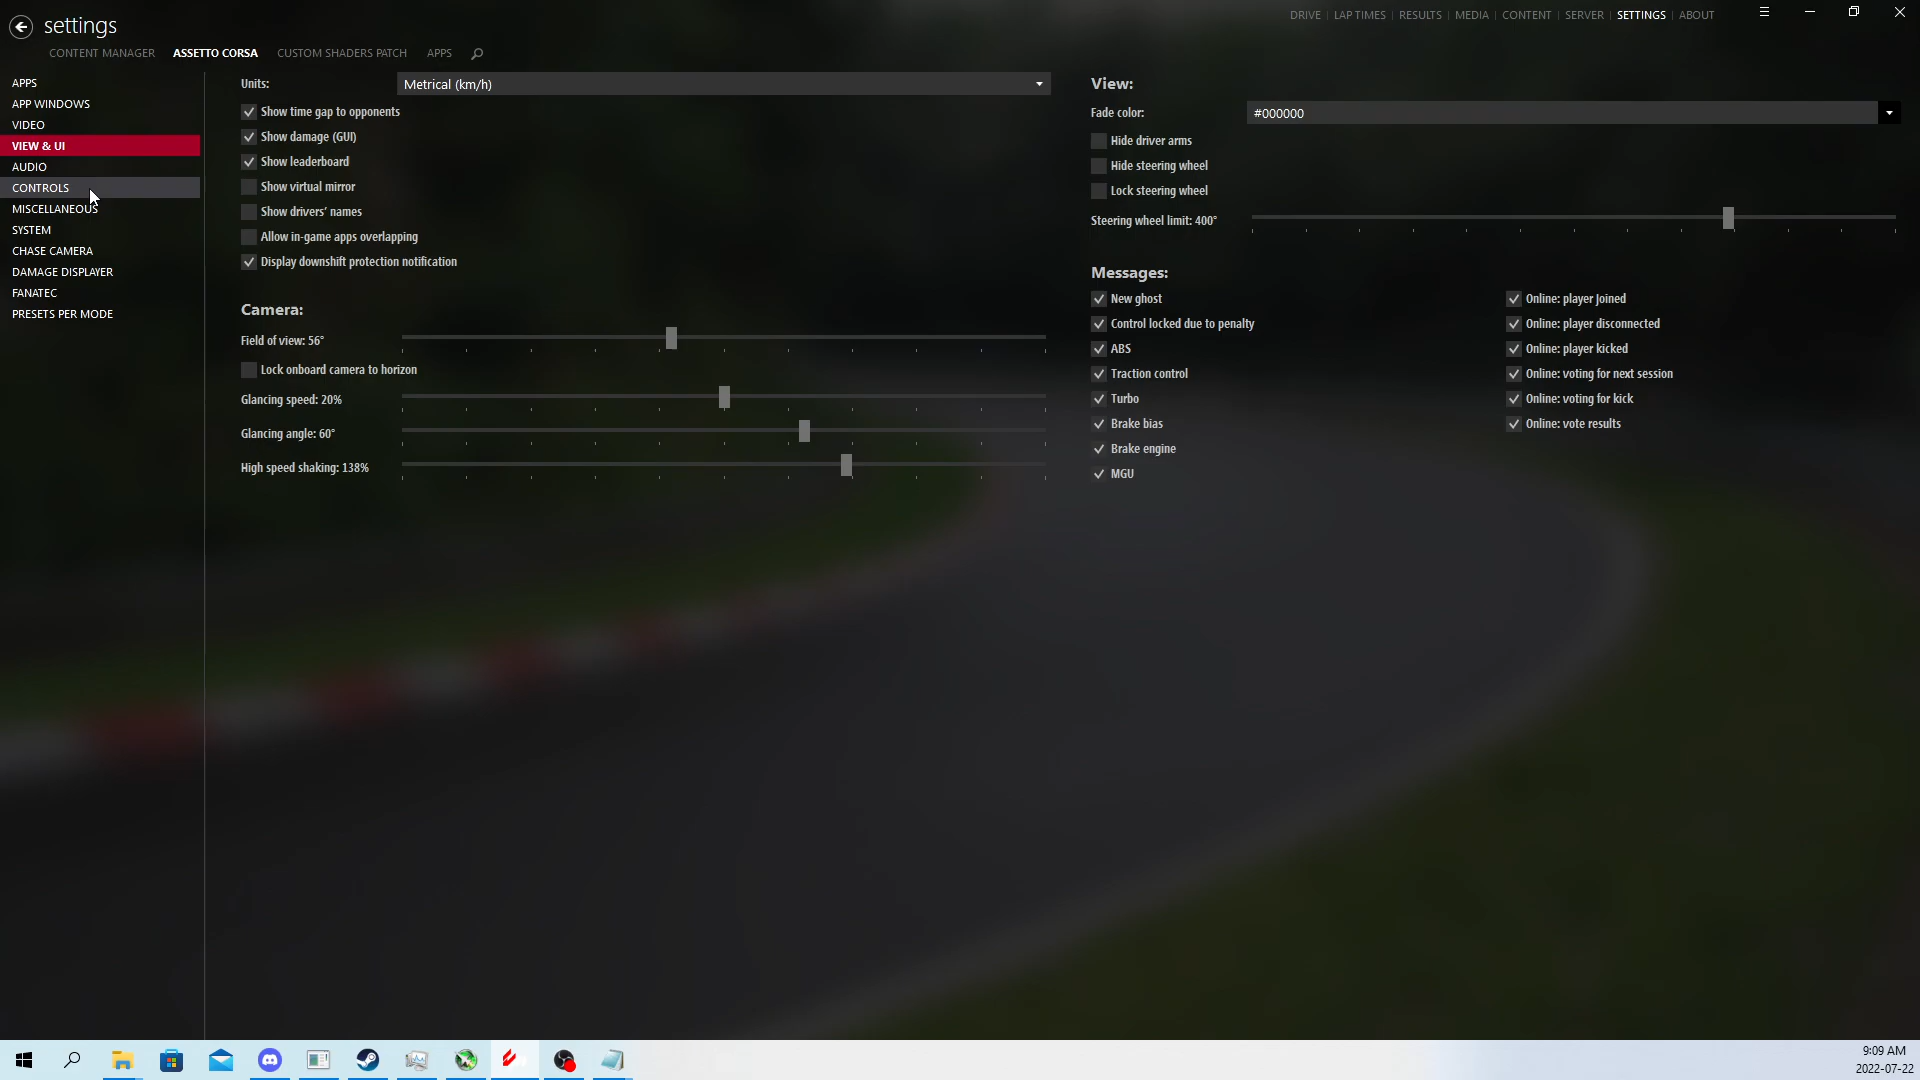 settings
DRIVE | LAP TIMES | RESULTS | MEDIA | CONTENT | SERVER | SETTINGS | ABOUT
CONTENT MANAGER ASSETTO CORSA CUSTOM SHADERS PATCH APPS
APPS
APP WINDOWS
VIDEO
VIEW & UI
AUDIO
CONTROLS
MISCELLANEOUS
SYSTEM
CHASE CAMERA
DAMAGE DISPLAYER
FANATEC
PRESETS PER MODE
Units: Metrical (km/h)
Show time gap to opponents
Show damage (GUI)
Show leaderboard
Show virtual mirror
Show drivers' names
Allow in-game apps overlapping
Display downshift protection notification
Camera:
Field of view: 56°
Lock onboard camera to horizon
Glancing speed: 20%
Glancing angle: 60°
High speed shaking: 138%
View:
Fade color: #000000
Hide driver arms
Hide steering wheel
Lock steering wheel
Steering wheel limit: 400°
Messages:
New ghost
Control locked due to penalty
ABS
Traction control
Turbo
Brake bias
Brake engine
MGU
Online: player joined
Online: player disconnected
Online: player kicked
Online: voting for next session
Online: voting for kick
Online: vote results
9:09 AM
2022-07-22